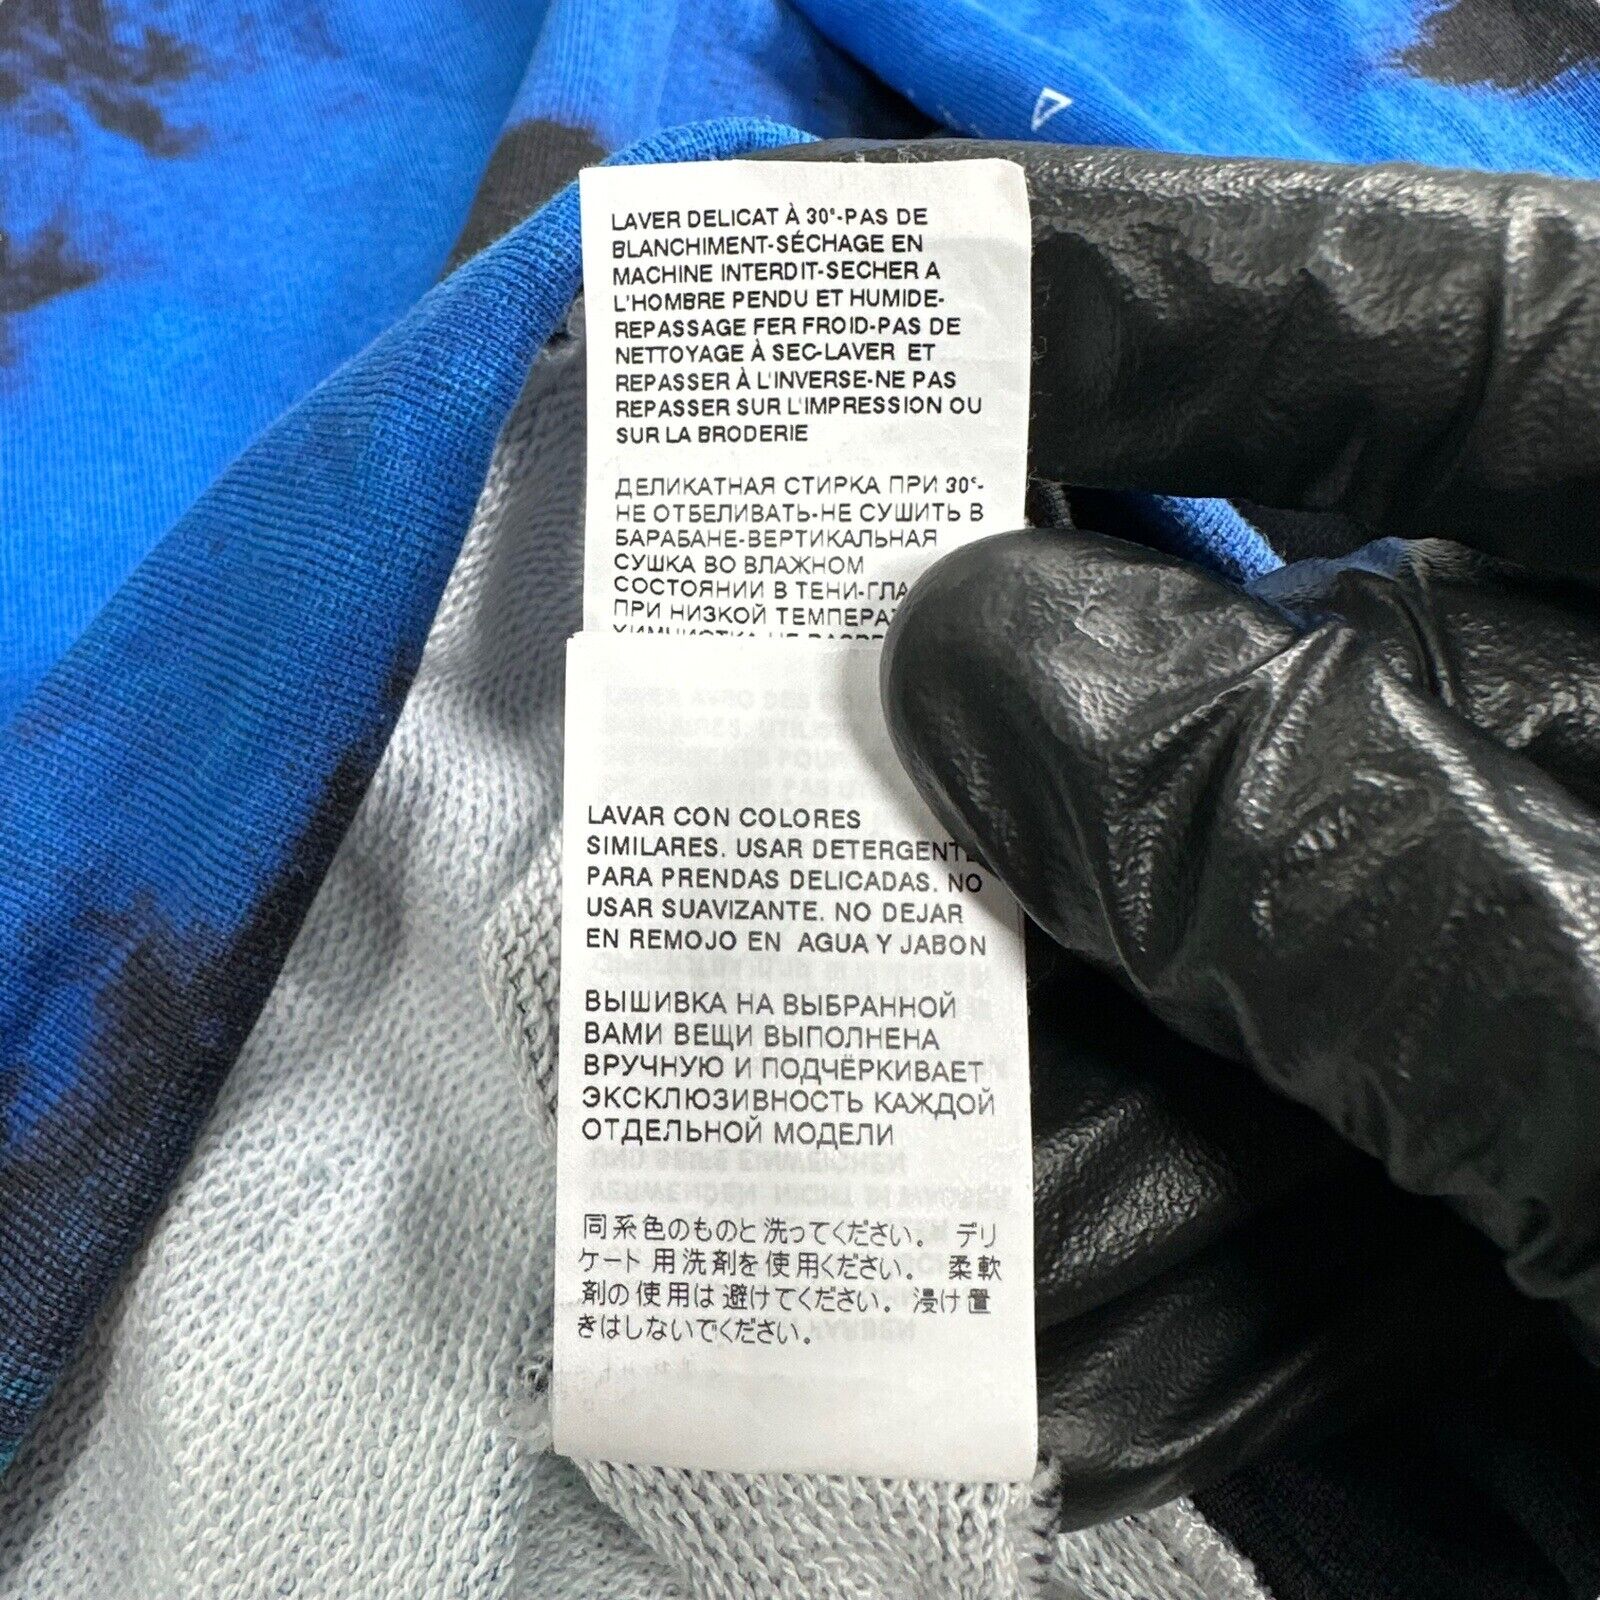 LAVER DELICAT À 30°-PAS DE
BLANCHIMENT-SÉCHAGE EN
MACHINE INTERDIT-SECHER A
L'HOMBRE PENDU ET HUMIDE-
REPASSAGE FER FROID-PAS DE
NETTOYAGE À SEC-LAVER ET
REPASSER À L'INVERSE-NE PAS
REPASSER SUR L'IMPRESSION OU
SUR LA BRODERIE
ДЕЛИКАТНАЯ СТИРКА ПРИ 30°-
НЕ ОТБЕЛИВАТЬ-НЕ СУШИТЬ В
БАРАБАНЕ-ВЕРТИКАЛЬНАЯ
СУШКА ВО ВЛАЖНОМ
СОСТОЯНИИ В ТЕНИ-ГЛА
ПРИ НИЗКОЙ ТЕМПЕРА
LAVAR CON COLORES
SIMILARES. USAR DETERGENTE
PARA PRENDAS DELICADAS. NO
USAR SUAVIZANTE. NO DEJAR
EN REMOJO EN AGUA Y JABON
ВЫШИВКА НА ВЫБРАННОЙ
ВАМИ ВЕЩИ ВЫПОЛНЕНА
ВРУЧНУЮ И ПОДЧЁРКИВАЕТ
ЭКСКЛЮЗИВНОСТЬ КАЖДОЙ
ОТДЕЛЬНОЙ МОДЕЛИ
同系色のものと洗ってください。 デリ
ケート用洗剤を使用ください。 柔軟
剤の使用は避けてください。浸け置
きはしないでください。